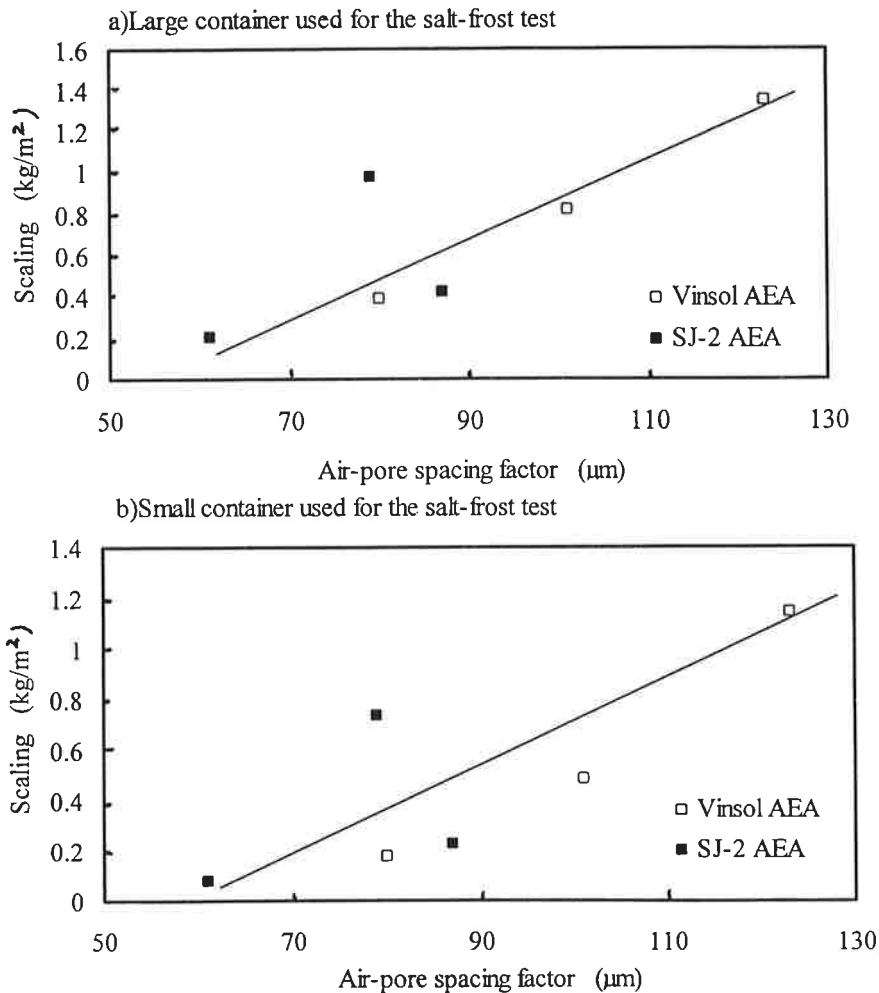 a)Large container used for the salt-frost test
1.6
1.4
1.2
1
0.8
0.6
0.4
0.2
0
Scaling (kg/m²)
□ Vinsol AEA
■ SJ-2 AEA
50 70 90 110 130
Air-pore spacing factor (μm)
b)Small container used for the salt-frost test
1.4
1.2
1
0.8
0.6
0.4
0.2
0
Scaling (kg/m²)
□ Vinsol AEA
■ SJ-2 AEA
50 70 90 110 130
Air-pore spacing factor (μm)